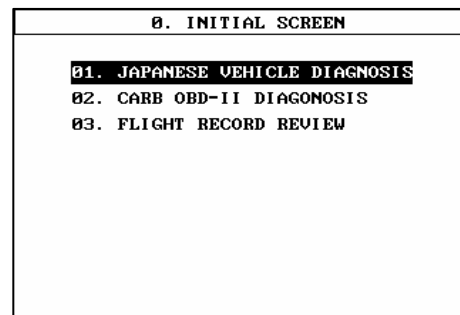 0. INITIAL SCREEN
01. JAPANESE VEHICLE DIAGNOSIS
02. CARB OBD-II DIAGONOSIS
03. FLIGHT RECORD REVIEW